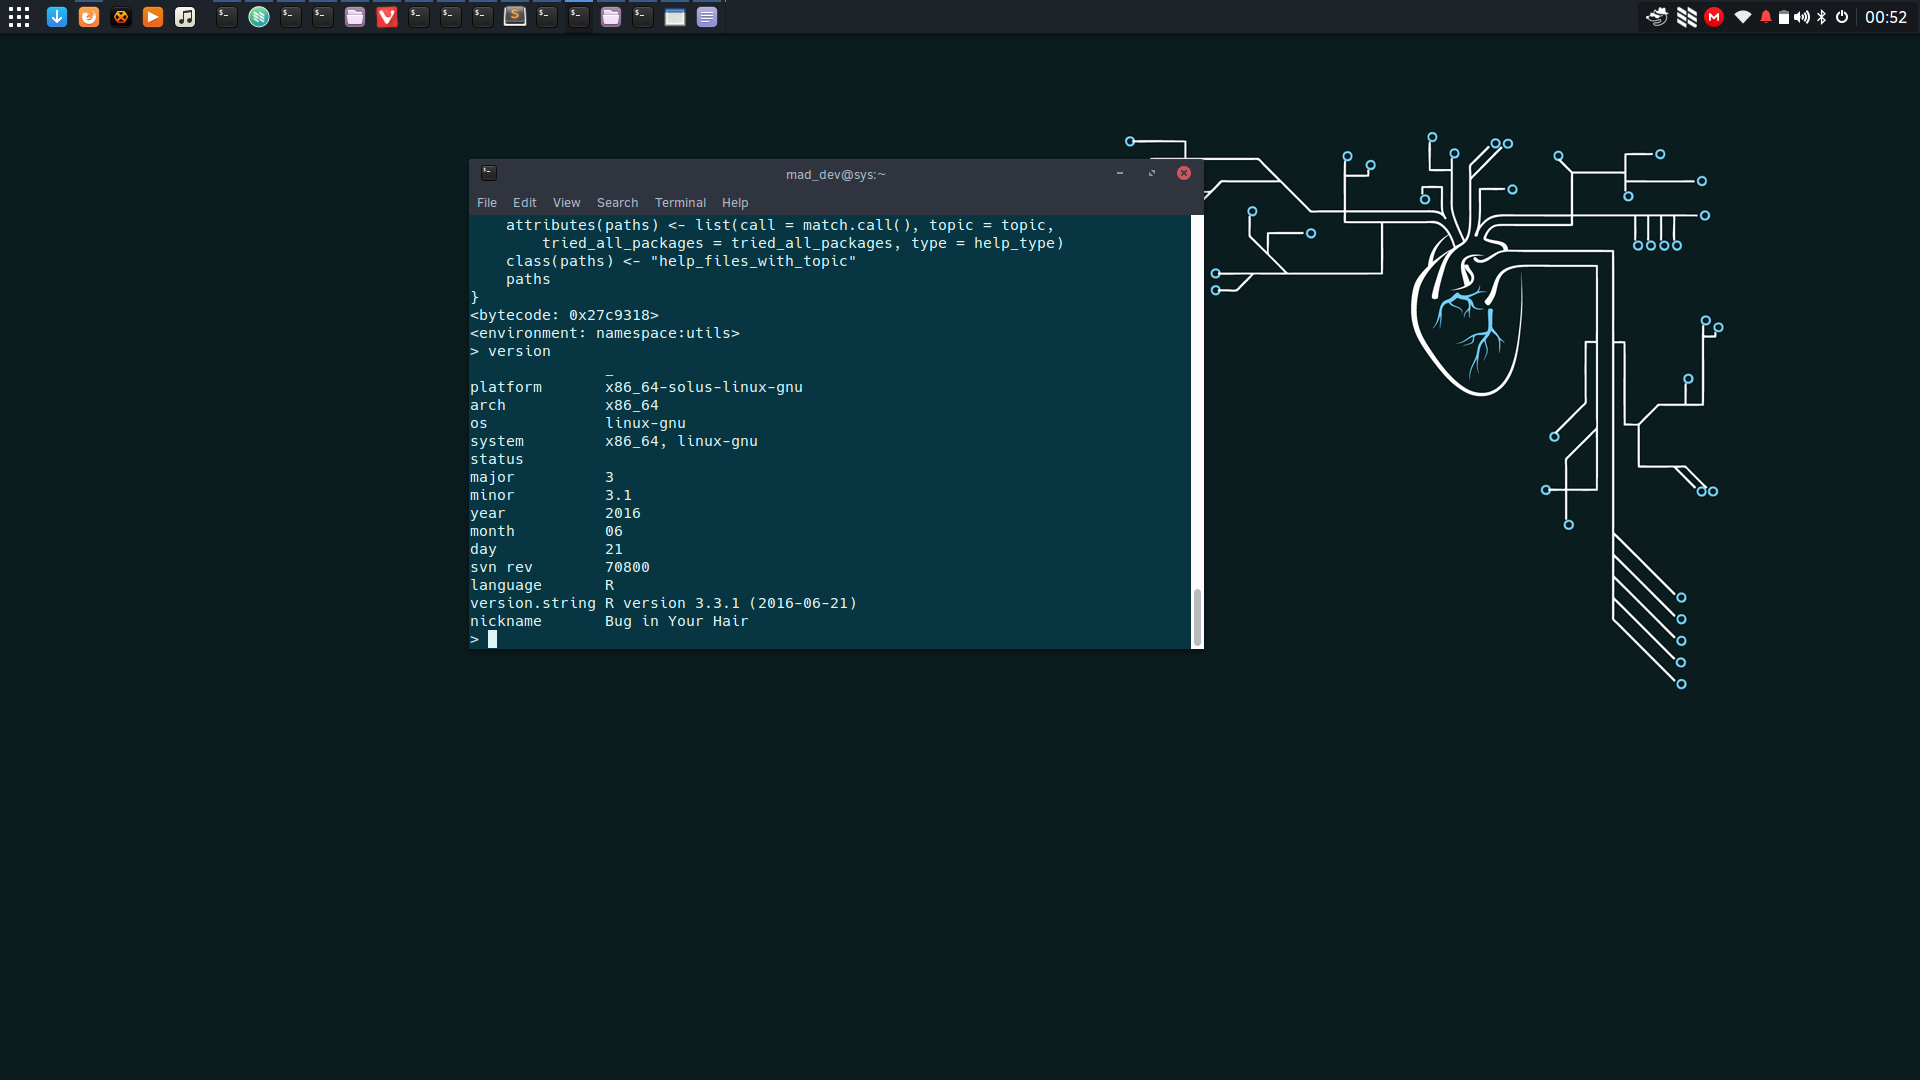 00:52
mad_dev@sys:~
File Edit View Search Terminal Help
    attributes(paths) <- list(call = match.call(), topic = topic,
        tried_all_packages = tried_all_packages, type = help_type)
    class(paths) <- "help_files_with_topic"
    paths
}
<bytecode: 0x27c9318>
<environment: namespace:utils>
> version
               _
platform       x86_64-solus-linux-gnu
arch           x86_64
os             linux-gnu
system         x86_64, linux-gnu
status
major          3
minor          3.1
year           2016
month          06
day            21
svn rev        70800
language       R
version.string R version 3.3.1 (2016-06-21)
nickname       Bug in Your Hair
>